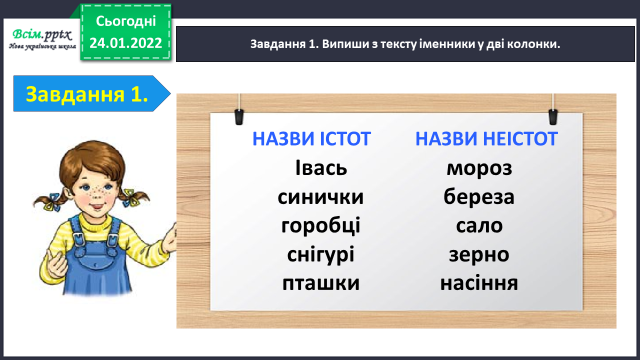 Всім.pptx
Нова українська школа
Сьогодні
24.01.2022
Завдання 1. Випиши з тексту іменники у дві колонки.
Завдання 1.
НАЗВИ ІСТОТ НАЗВИ НЕІСТОТ
Івась мороз
синички береза
горобці сало
снігурі зерно
пташки насіння